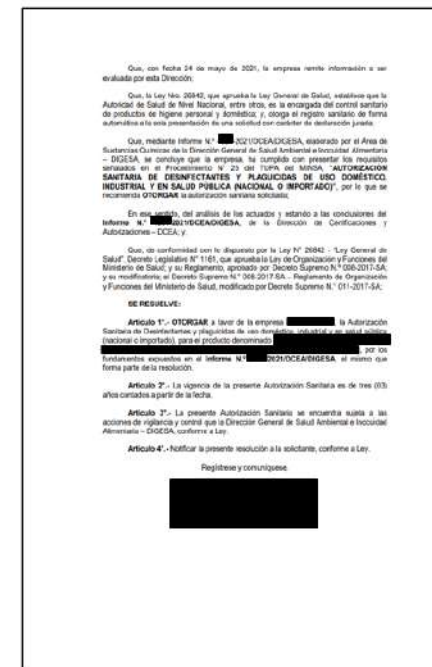 Que, con fecha 24 de mayo de 2021, la empresa remite información a ser
evaluada por esta Dirección;
Que, la Ley Nro. 26842, que aprueba la Ley General de Salud, establece que la
Autoridad de Salud de Nivel Nacional, entre otros, es la encargada del control sanitario
de productos de higiene personal y doméstica; y, otorga el registro sanitario de forma
automática a la sola presentación de una solicitud con carácter de declaración jurada.
Que, mediante Informe N.° -2021/DCEA/DIGESA, elaborado por el Área de
Sustancias Químicas de la Dirección General de Salud Ambiental e Inocuidad Alimentaria
– DIGESA, se concluye que la empresa, ha cumplido con presentar los requisitos
señalados en el Procedimiento N° 25 del TUPA del MINSA, "AUTORIZACIÓN
SANITARIA DE DESINFECTANTES Y PLAGUICIDAS DE USO DOMÉSTICO,
INDUSTRIAL Y EN SALUD PÚBLICA (NACIONAL O IMPORTADO)", por lo que se
recomienda OTORGAR la autorización sanitaria solicitada;
En ese sentido, del análisis de los actuados y estando a las conclusiones del
Informe N.° 2021/DCEA/DIGESA, de la Dirección de Certificaciones y
Autorizaciones – DCEA; y,
Que, de conformidad con lo dispuesto por la Ley N° 26842 - "Ley General de
Salud", Decreto Legislativo N° 1161, que aprueba la Ley de Organización y Funciones del
Ministerio de Salud; y su Reglamento, aprobado por Decreto Supremo N.° 008-2017-SA;
y su modificatoria; el Decreto Supremo N.° 008-2017-SA – Reglamento de Organización
y Funciones del Ministerio de Salud, modificado por Decreto Supremo N.° 011-2017-SA;
SE RESUELVE:
Artículo 1°.- OTORGAR a favor de la empresa la Autorización
Sanitaria de Desinfectantes y plaguicidas de uso doméstico, industrial y en salud pública
(nacional o importado), para el producto denominado
, por los
fundamentos expuestos en el Informe N.° 2021/DCEA/DIGESA, el mismo que
forma parte de la resolución.
Artículo 2°.- La vigencia de la presente Autorización Sanitaria es de tres (03)
años contados a partir de la fecha.
Artículo 3°.- La presente Autorización Sanitaria se encuentra sujeta a las
acciones de vigilancia y control que la Dirección General de Salud Ambiental e Inocuidad
Alimentaria – DIGESA, conforme a Ley.
Artículo 4°.- Notificar la presente resolución a la solicitante, conforme a Ley.
Regístrese y comuníquese.